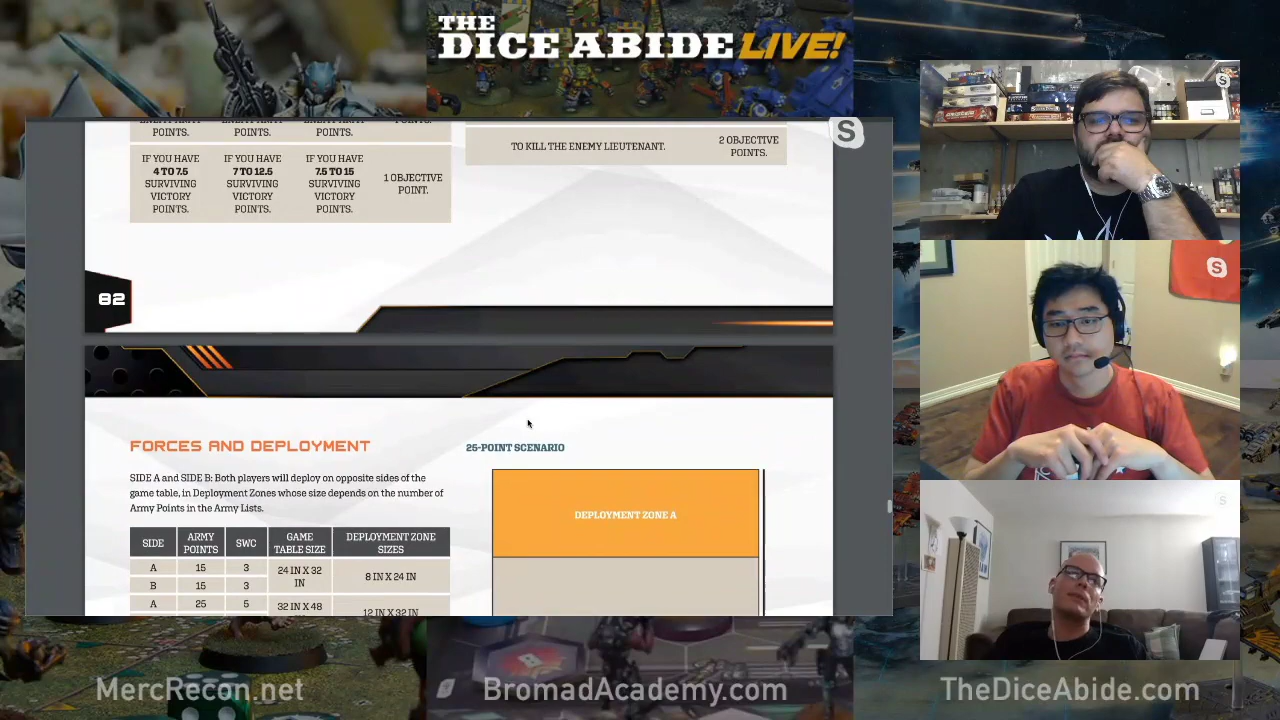 THE
DICE ABIDE LIVE!
POINTS.
POINTS.
POINTS.
IF YOU HAVE
4 TO 7.5
SURVIVING
VICTORY
POINTS.
IF YOU HAVE
7 TO 12.5
SURVIVING
VICTORY
POINTS.
IF YOU HAVE
7.5 TO 15
SURVIVING
VICTORY
POINTS.
1 OBJECTIVE
POINT.
TO KILL THE ENEMY LIEUTENANT.
2 OBJECTIVE
POINTS.
82
FORCES AND DEPLOYMENT
SIDE A and SIDE B: Both players will deploy on opposite sides of the
game table, in Deployment Zones whose size depends on the number of
Army Points in the Army Lists.
SIDE
ARMY
POINTS
SWC
GAME
TABLE SIZE
DEPLOYMENT ZONE
SIZES
A
15
3
24 IN X 32
IN
8 IN X 24 IN
B
15
3
A
25
5
32 IN X 48
12 IN X 32 IN
25-POINT SCENARIO
DEPLOYMENT ZONE A
S
S
S
S
MercRecon.net
BromadAcademy.com
TheDiceAbide.com